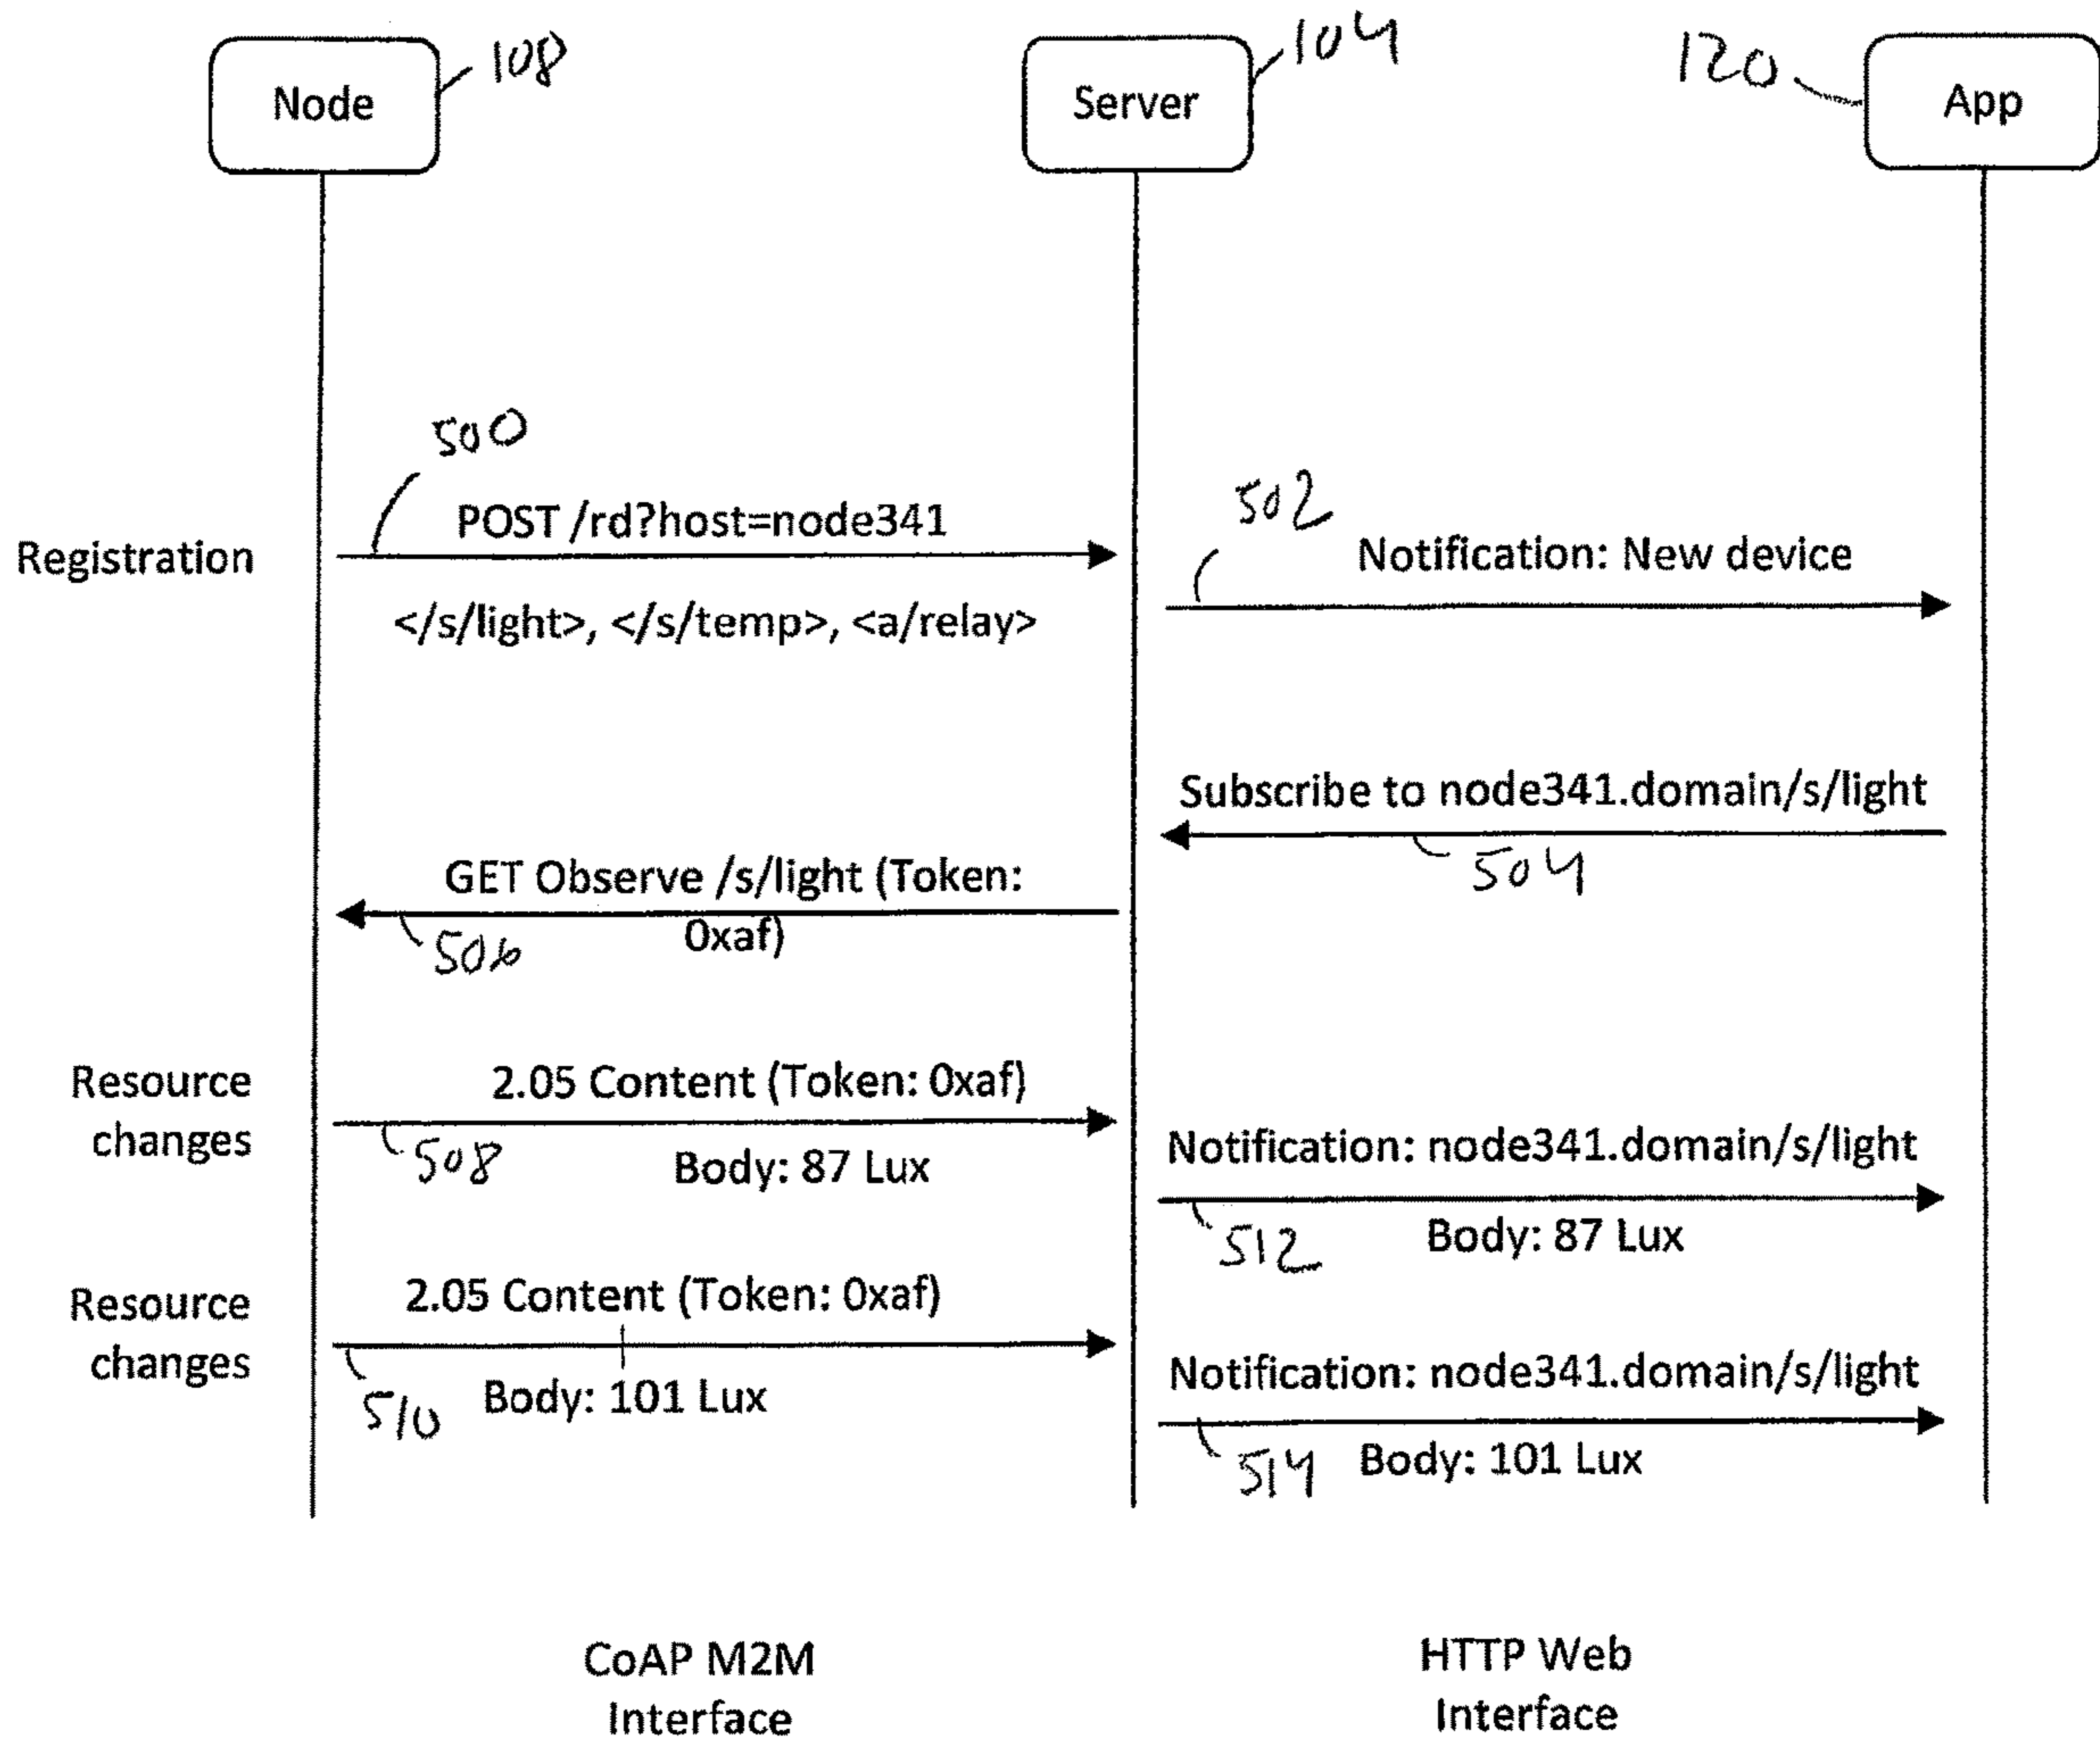 Node
108
Server
104
120
App
500
Registration
POST /rd?host=node341
502
Notification: New device
</s/light>, </s/temp>, <a/relay>
Subscribe to node341.domain/s/light
504
GET Observe /s/light (Token:
0xaf)
506
Resource
changes
2.05 Content (Token: 0xaf)
508
Body: 87 Lux
Notification: node341.domain/s/light
512
Body: 87 Lux
Resource
changes
2.05 Content (Token: 0xaf)
510
Body: 101 Lux
Notification: node341.domain/s/light
514
Body: 101 Lux
CoAP M2M
Interface
HTTP Web
Interface